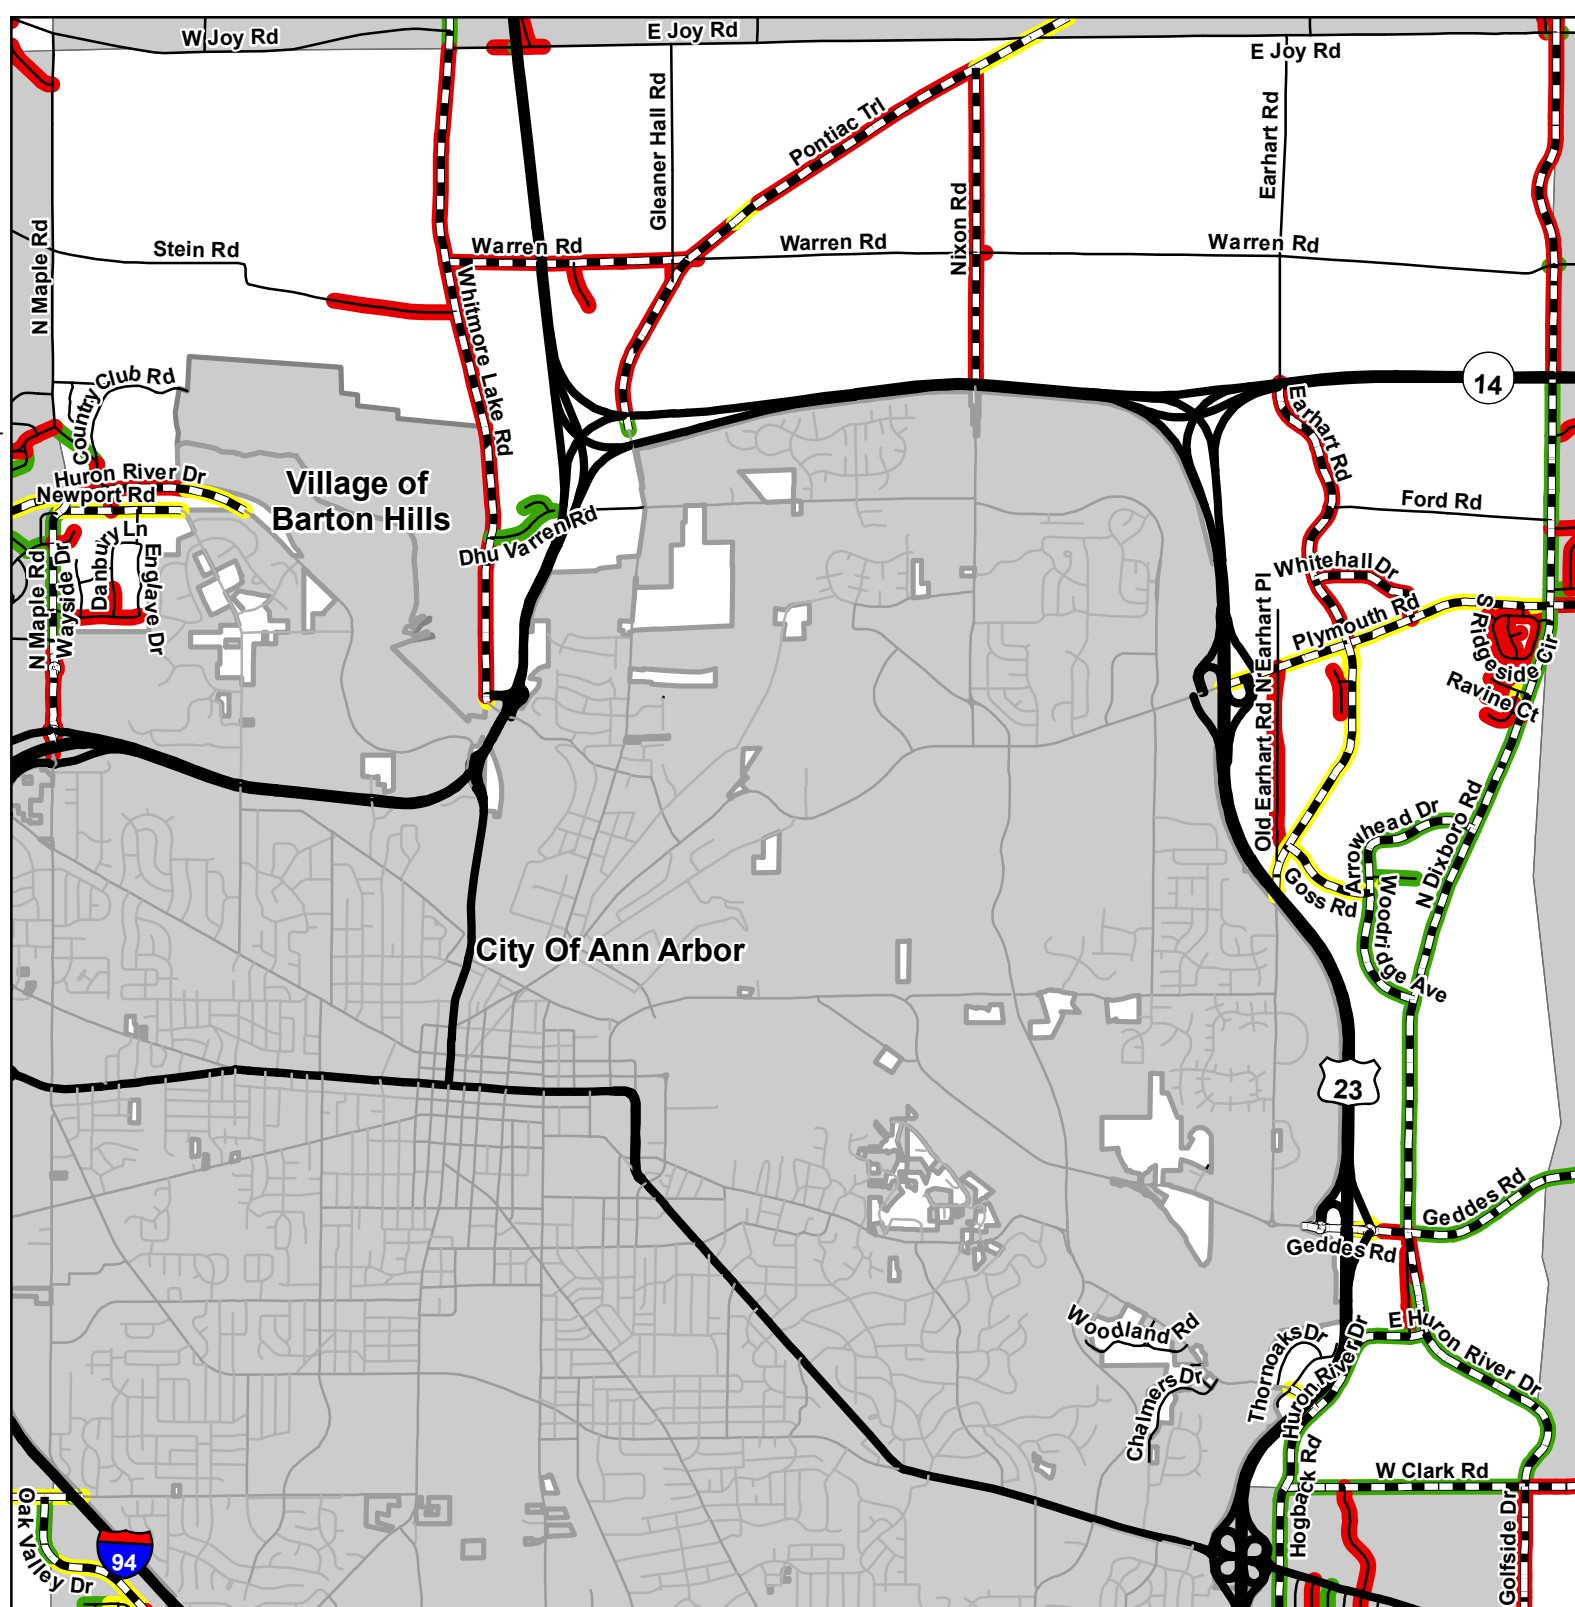 W Joy Rd
E Joy Rd
E Joy Rd
Gleaner Hall Rd
Pontiac Trl
Earhart Rd
Nixon Rd
N Maple Rd
Stein Rd
Warren Rd
Warren Rd
Warren Rd
Whitmore Lake Rd
Country Club Rd
14
Earhart Rd
Huron River Dr
Newport Rd
Village of
Barton Hills
Ford Rd
Dhu Varren Rd
Danbury Ln
Englave Dr
N Maple Rd
Wayside Dr
Whitehall Dr
Plymouth Rd
N Earhart Pl
S Ridgeside Cir
Ravine Ct
Old Earhart Rd
Arrowhead Dr
N Dixboro Rd
Goss Rd
Woodridge Ave
City Of Ann Arbor
23
Geddes Rd
Geddes Rd
Woodland Rd
Chalmers Dr
Thornoaks Dr
Huron River Dr
E Huron River Dr
W Clark Rd
Hogback Rd
Golfside Dr
Oak Valley Dr
94